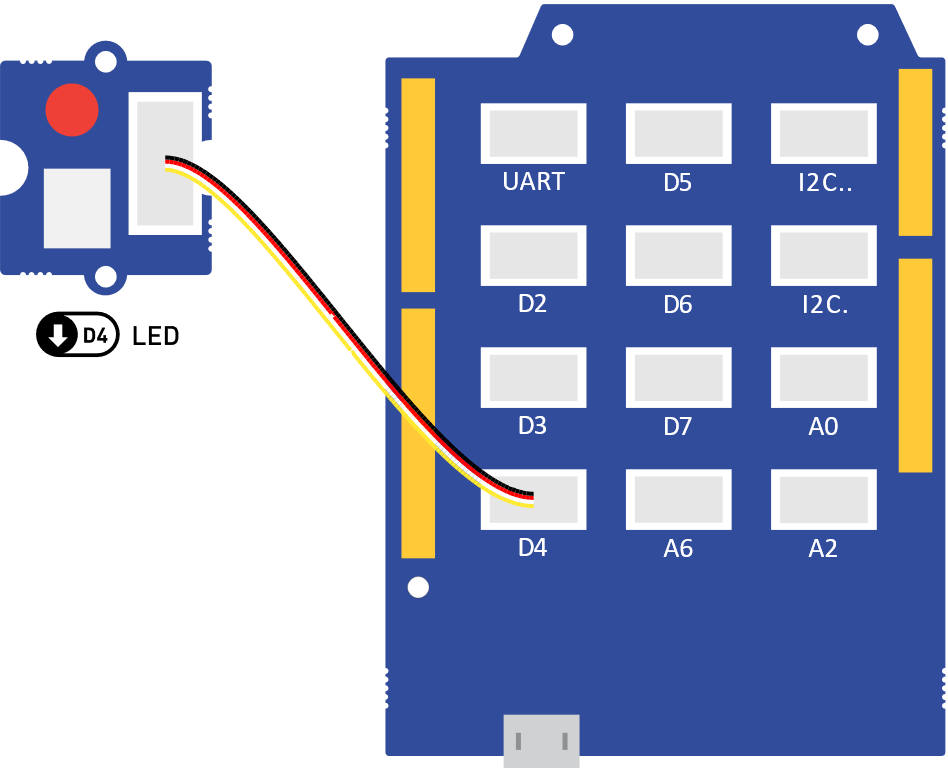 UART D5 I2C..
D2 D6 I2C.
D4 LED
D3 D7 A0
D4 A6 A2